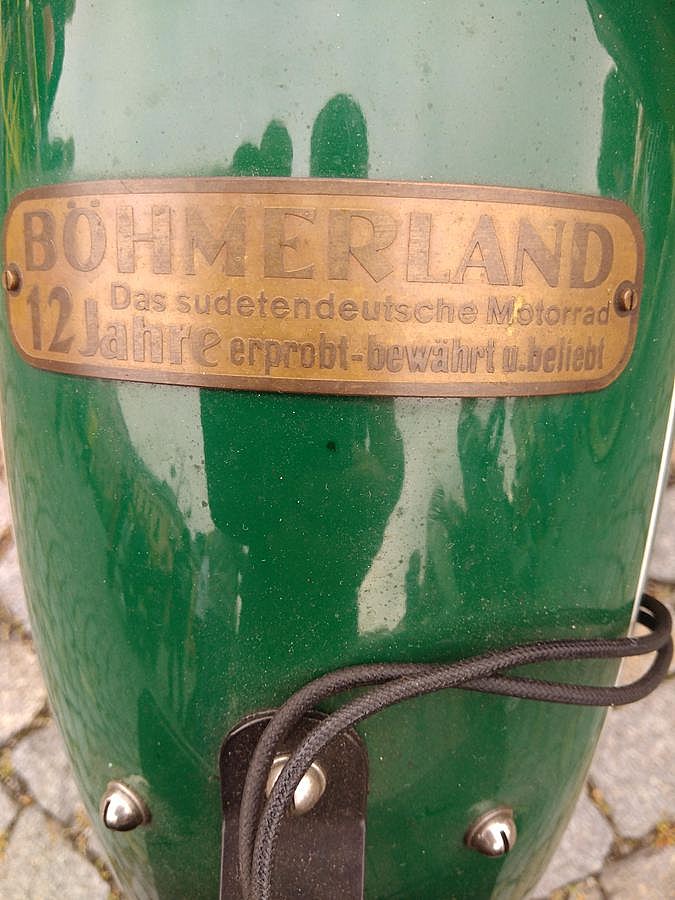 BÖHMERLAND
Das sudetendeutsche Motorrad
12 Jahre erprobt-bewährt u.beliebt